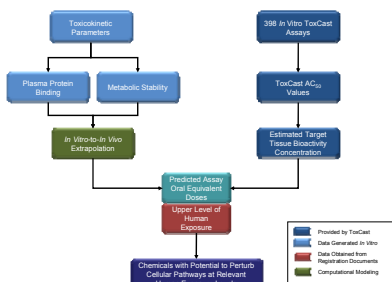 Toxicokinetic
Parameters
398 In Vitro ToxCast
Assays
Plasma Protein
Binding
Metabolic Stability
ToxCast AC50
Values
In Vitro-to-In Vivo
Extrapolation
Estimated Target
Tissue Bioactivity
Concentration
Predicted Assay
Oral Equivalent
Doses
Upper Level of
Human
Exposure
Chemicals with Potential to Perturb
Cellular Pathways at Relevant
Provided by ToxCast
Data Generated In Vitro
Data Obtained from
Registration Documents
Computational Modeling